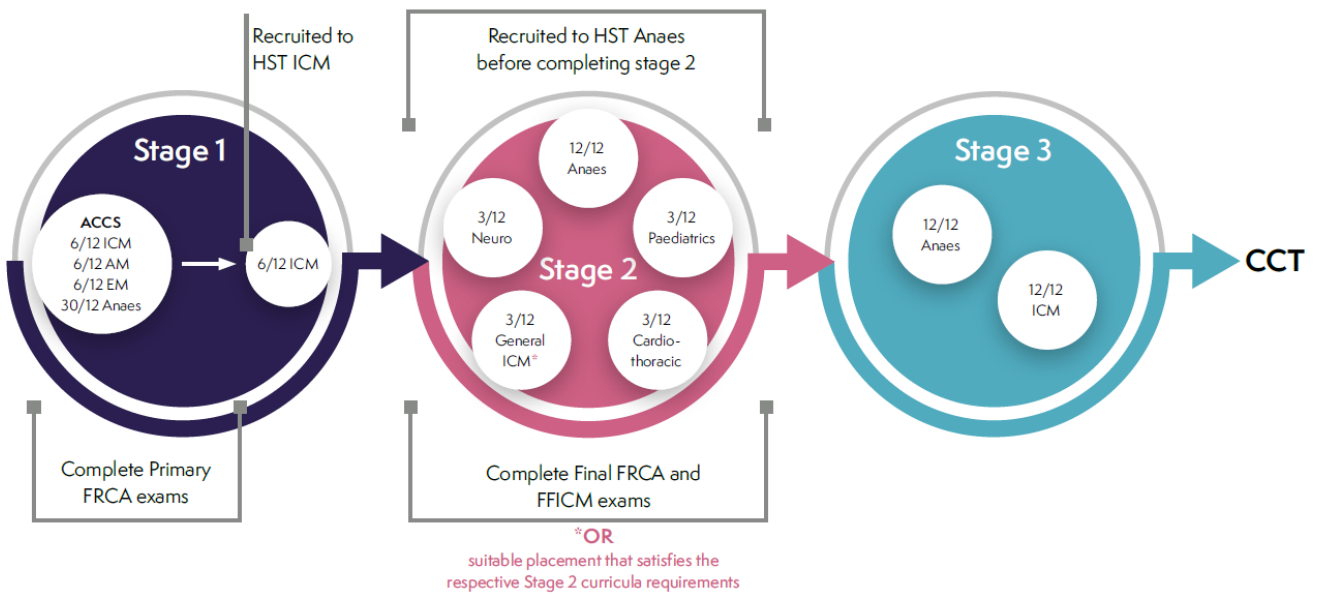 Recruited to
HST ICM
Recruited to HST Anaes
before completing stage 2
Stage 1
ACCS
6/12 ICM
6/12 AM
6/12 EM
30/12 Anaes
6/12 ICM
12/12
Anaes
3/12
Neuro
3/12
Paediatrics
Stage 2
3/12
General
ICM*
3/12
Cardio-
thoracic
Stage 3
12/12
Anaes
12/12
ICM
CCT
Complete Primary
FRCA exams
Complete Final FRCA and
FFICM exams
*OR
suitable placement that satisfies the
respective Stage 2 curricula requirements